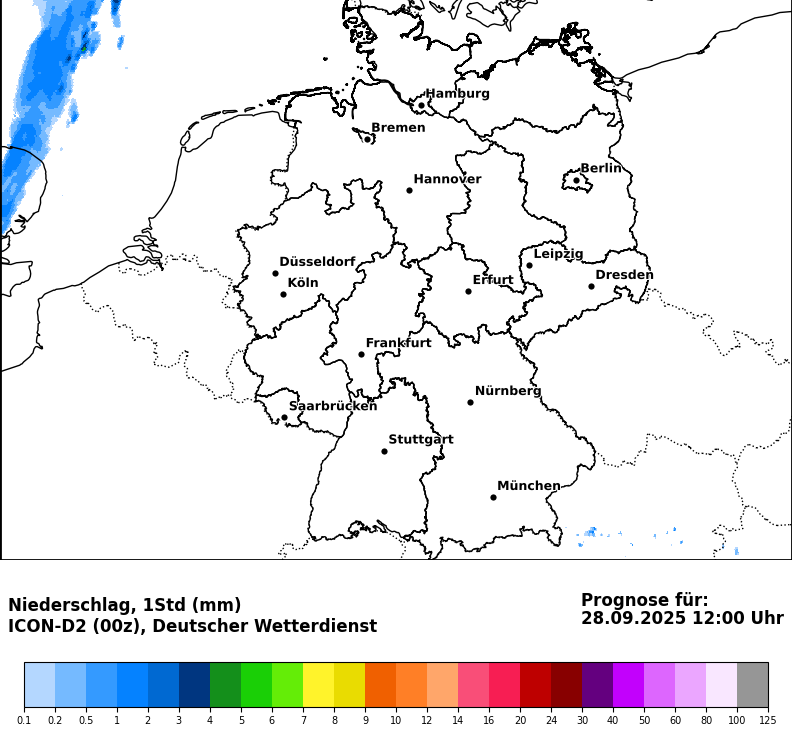 Hamburg
Bremen
Berlin
Hannover
Leipzig
Düsseldorf
Dresden
Köln
Erfurt
Frankfurt
Nürnberg
Saarbrücken
Stuttgart
München
Niederschlag, 1Std (mm)
ICON-D2 (00z), Deutscher Wetterdienst
Prognose für:
28.09.2025 12:00 Uhr
0.1 0.2 0.5 1 2 3 4 5 6 7 8 9 10 12 14 16 20 24 30 40 50 60 80 100 125